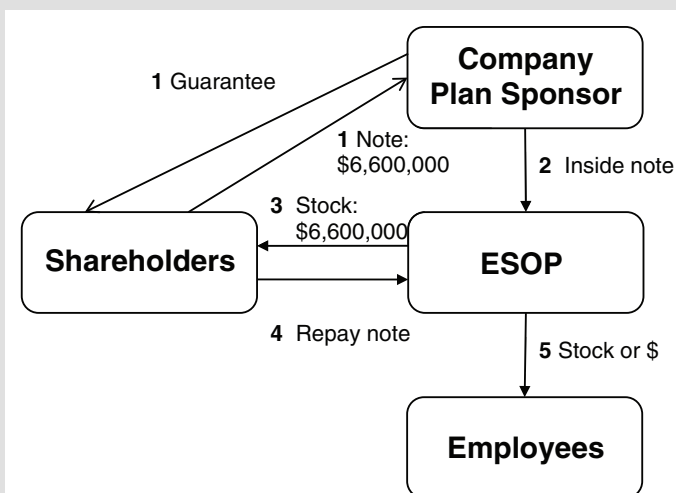 Company
Plan Sponsor
1 Guarantee
1 Note:
$6,600,000
2 Inside note
3 Stock:
$6,600,000
Shareholders
ESOP
4 Repay note
5 Stock or $
Employees